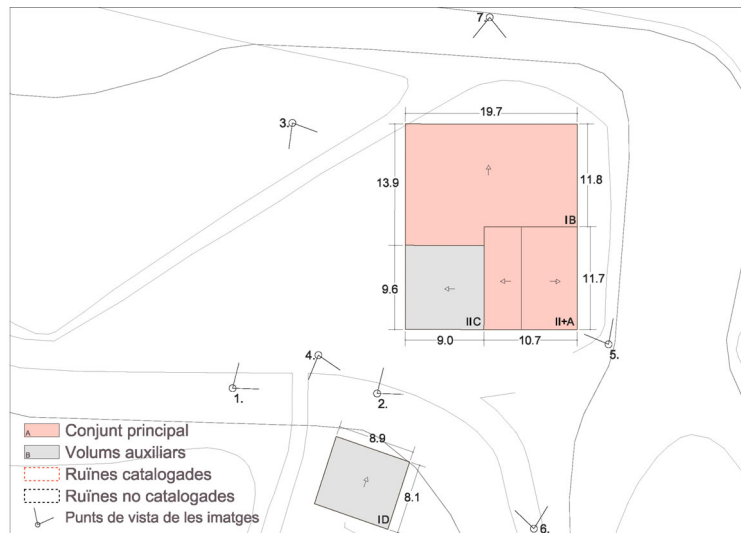 7.
19.7
3.
13.9
11.8
IB
9.6
11.7
IIC
II+A
9.0
10.7
4.
5.
1.
2.
A Conjunt principal
8.9
B Volums auxiliars
Ruïnes catalogades
8.1
Ruïnes no catalogades
Punts de vista de les imatges
ID
6.